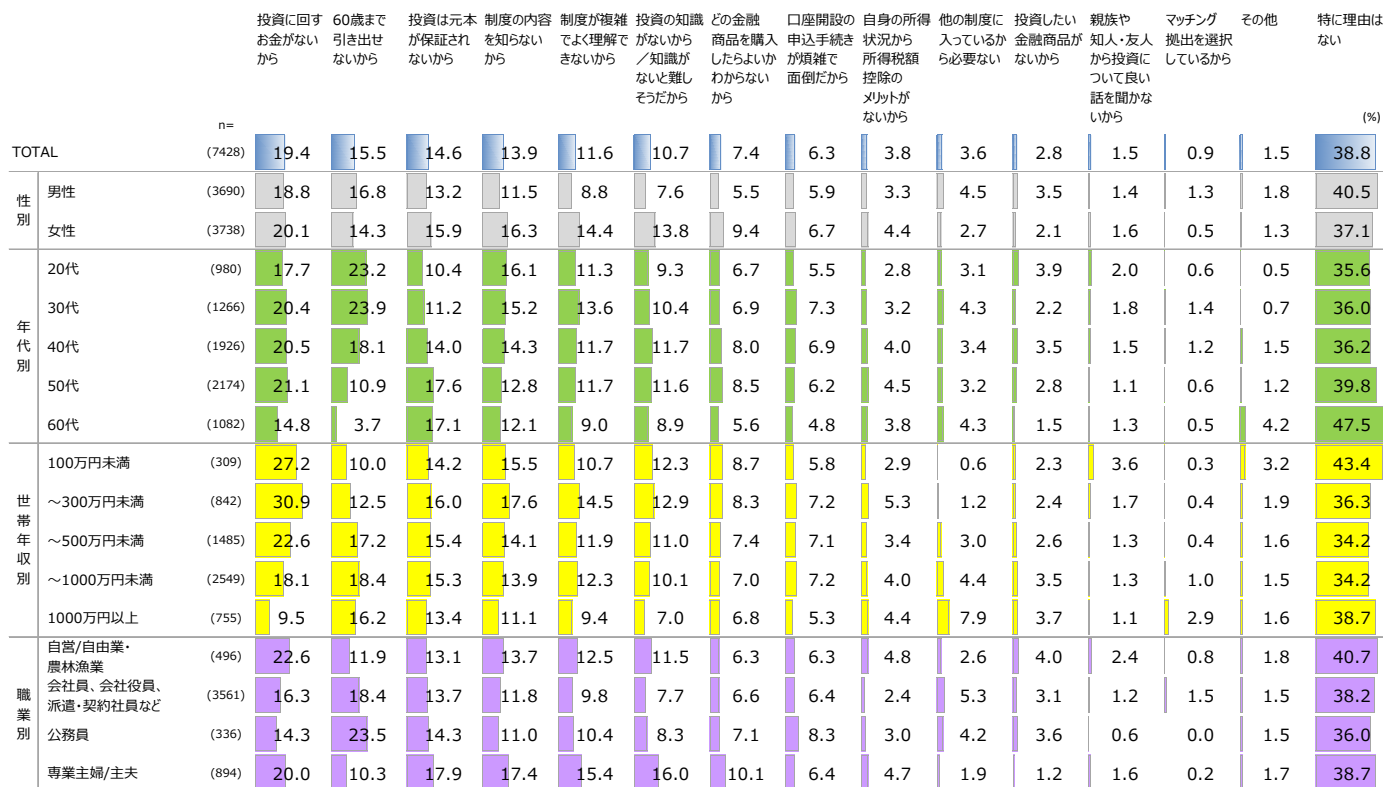 投資に回す
お金がない
から
60歳まで
引き出せ
ないから
投資は元本
が保証され
ないから
制度の内容
を知らない
から
制度が複雑
でよく理解で
きないから
投資の知識
がないから
／知識が
ないと難し
そうだから
どの金融
商品を購入
したらよいか
わからない
から
口座開設の
申込手続き
が煩雑で
面倒だから
自身の所得
状況から
所得税額
控除の
メリットが
ないから
他の制度に
入っているか
ら必要ない
投資したい
金融商品が
ないから
親族や
知人・友人
から投資に
ついて良い
話を聞かな
いから
マッチング
拠出を選択
しているから
その他
特に理由は
ない
n=
(%)
TOTAL (7428) 19.4 15.5 14.6 13.9 11.6 10.7 7.4 6.3 3.8 3.6 2.8 1.5 0.9 1.5 38.8
性別
男性 (3690) 18.8 16.8 13.2 11.5 8.8 7.6 5.5 5.9 3.3 4.5 3.5 1.4 1.3 1.8 40.5
女性 (3738) 20.1 14.3 15.9 16.3 14.4 13.8 9.4 6.7 4.4 2.7 2.1 1.6 0.5 1.3 37.1
年代別
20代 (980) 17.7 23.2 10.4 16.1 11.3 9.3 6.7 5.5 2.8 3.1 3.9 2.0 0.6 0.5 35.6
30代 (1266) 20.4 23.9 11.2 15.2 13.6 10.4 6.9 7.3 3.2 4.3 2.2 1.8 1.4 0.7 36.0
40代 (1926) 20.5 18.1 14.0 14.3 11.7 11.7 8.0 6.9 4.0 3.4 3.5 1.5 1.2 1.5 36.2
50代 (2174) 21.1 10.9 17.6 12.8 11.7 11.6 8.5 6.2 4.5 3.2 2.8 1.1 0.6 1.2 39.8
60代 (1082) 14.8 3.7 17.1 12.1 9.0 8.9 5.6 4.8 3.8 4.3 1.5 1.3 0.5 4.2 47.5
世帯年収別
100万円未満 (309) 27.2 10.0 14.2 15.5 10.7 12.3 8.7 5.8 2.9 0.6 2.3 3.6 0.3 3.2 43.4
～300万円未満 (842) 30.9 12.5 16.0 17.6 14.5 12.9 8.3 7.2 5.3 1.2 2.4 1.7 0.4 1.9 36.3
～500万円未満 (1485) 22.6 17.2 15.4 14.1 11.9 11.0 7.4 7.1 3.4 3.0 2.6 1.3 0.4 1.6 34.2
～1000万円未満 (2549) 18.1 18.4 15.3 13.9 12.3 10.1 7.0 7.2 4.0 4.4 3.5 1.3 1.0 1.5 34.2
1000万円以上 (755) 9.5 16.2 13.4 11.1 9.4 7.0 6.8 5.3 4.4 7.9 3.7 1.1 2.9 1.6 38.7
職業別
自営/自由業・
農林漁業 (496) 22.6 11.9 13.1 13.7 12.5 11.5 6.3 6.3 4.8 2.6 4.0 2.4 0.8 1.8 40.7
会社員、会社役員、
派遣・契約社員など (3561) 16.3 18.4 13.7 11.8 9.8 7.7 6.6 6.4 2.4 5.3 3.1 1.2 1.5 1.5 38.2
公務員 (336) 14.3 23.5 14.3 11.0 10.4 8.3 7.1 8.3 3.0 4.2 3.6 0.6 0.0 1.5 36.0
専業主婦/主夫 (894) 20.0 10.3 17.9 17.4 15.4 16.0 10.1 6.4 4.7 1.9 1.2 1.6 0.2 1.7 38.7